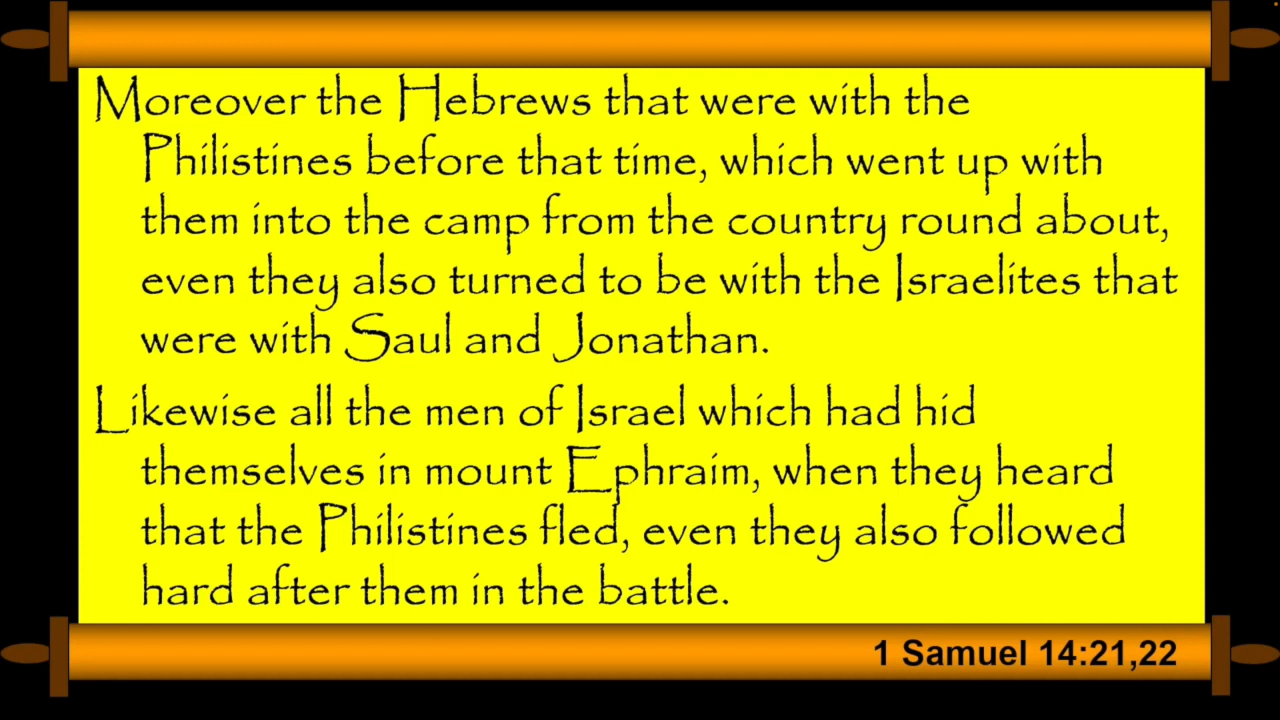 Moreover the Hebrews that were with the
Philistines before that time, which went up with
them into the camp from the country round about,
even they also turned to be with the Israelites that
were with Saul and Jonathan.
Likewise all the men of Israel which had hid
themselves in mount Ephraim, when they heard
that the Philistines fled, even they also followed
hard after them in the battle.
1 Samuel 14:21,22